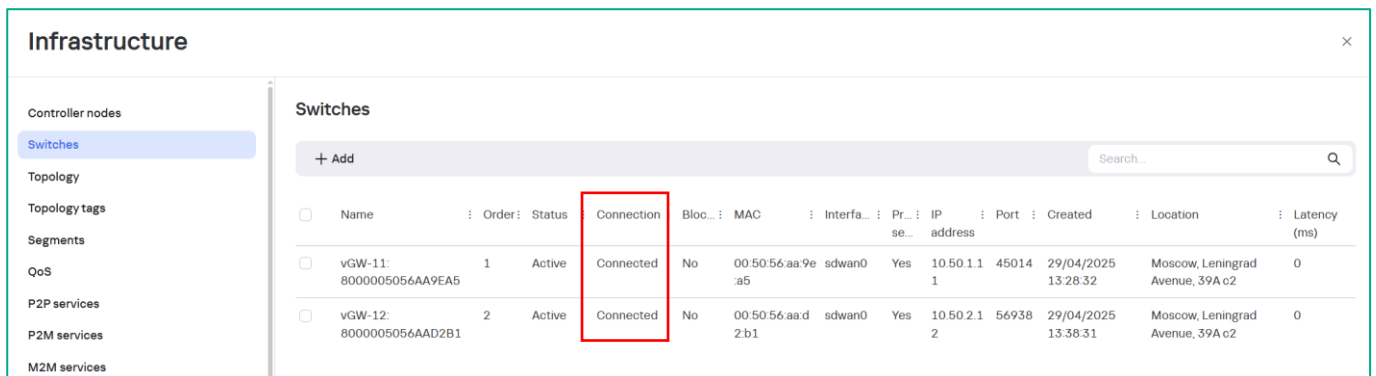 Infrastructure
Controller nodes
Switches
Topology
Topology tags
Segments
QoS
P2P services
P2M services
M2M services
Switches
+ Add
Search...
Name Order Status Connection Bloc... MAC Interfa... Pr... IP Port Created Location Latency
se... address (ms)
vGW-11: 1 Active Connected No 00:50:56:aa:9e sdwan0 Yes 10.50.1.1 45014 29/04/2025 Moscow, Leningrad 0
8000005056AA9EA5 :a5 1 13:28:32 Avenue, 39A c2
vGW-12: 2 Active Connected No 00:50:56:aa:d sdwan0 Yes 10.50.2.1 56938 29/04/2025 Moscow, Leningrad 0
8000005056AAD2B1 2:b1 2 13:38:31 Avenue, 39A c2